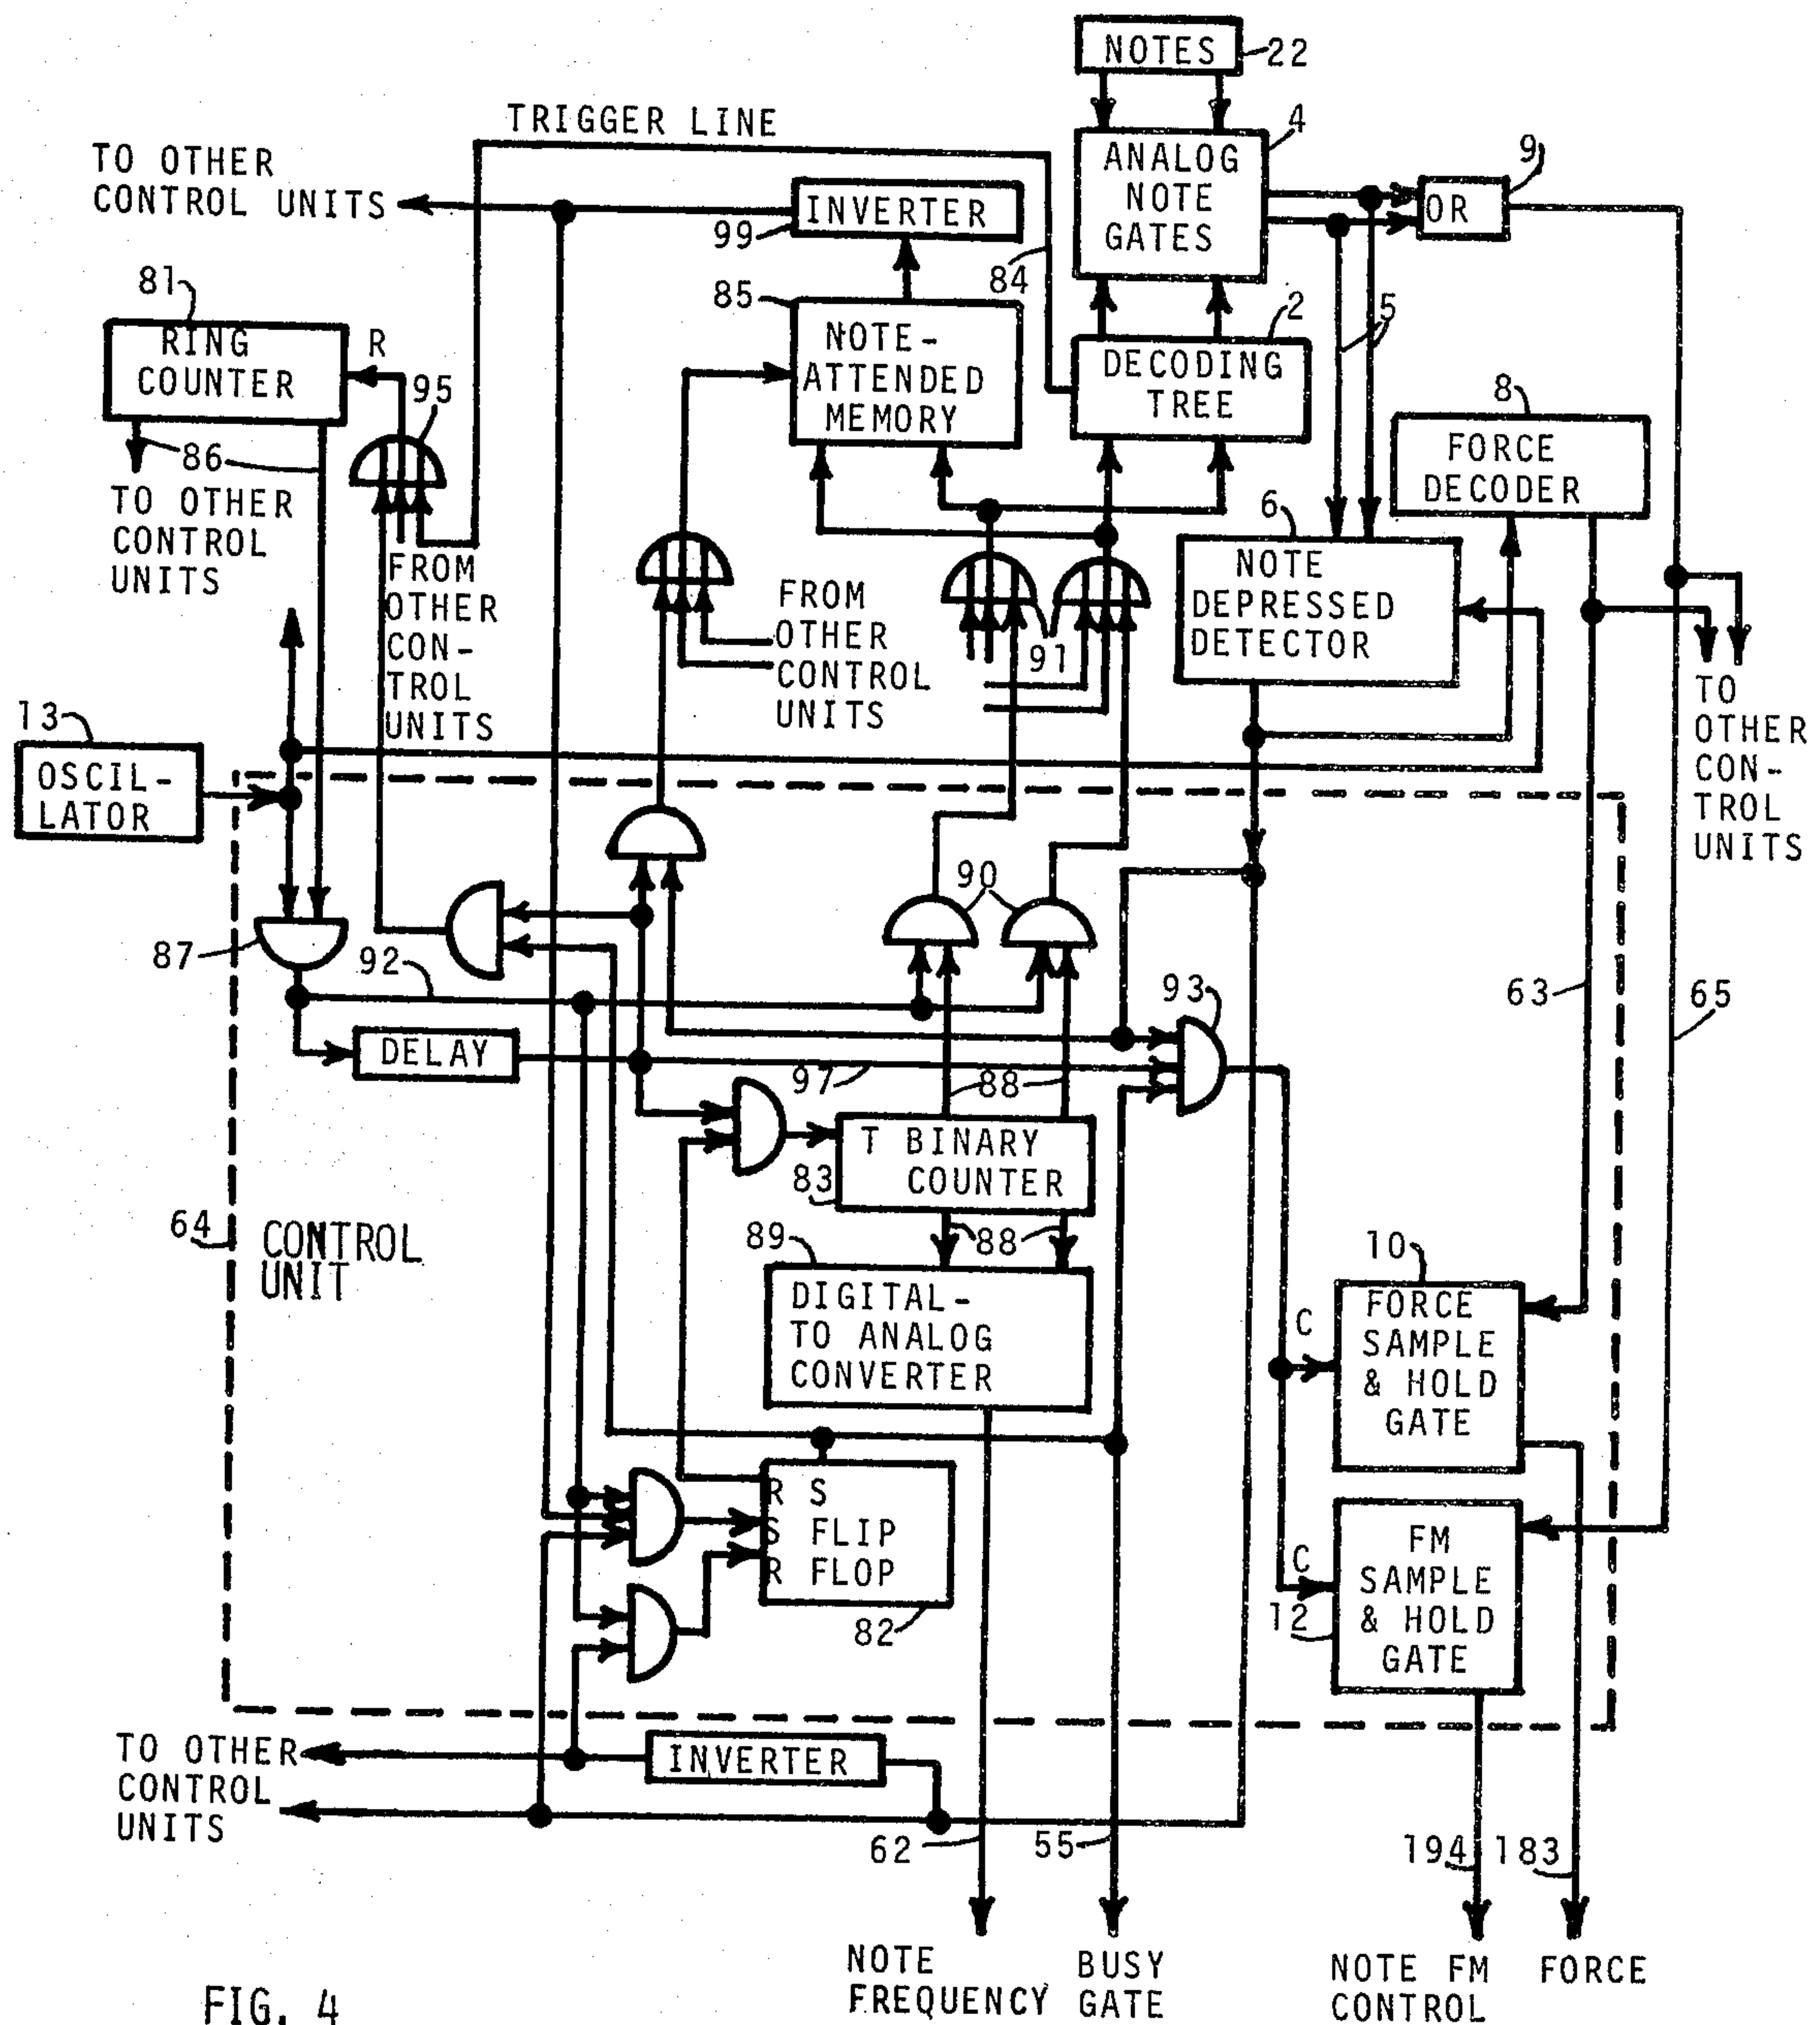 NOTES
22
TRIGGER LINE
4
TO OTHER
CONTROL UNITS
ANALOG
NOTE
GATES
9
OR
INVERTER
99
84
81
85
2
5
RING
COUNTER
R
95
NOTE-
ATTENDED
MEMORY
DECODING
TREE
8
FORCE
DECODER
86
TO OTHER
CONTROL
UNITS
6
FROM
OTHER
CON-
TROL
UNITS
FROM
OTHER
CONTROL
UNITS
91
NOTE
DEPRESSED
DETECTOR
TO
OTHER
CON-
TROL
UNITS
13
OSCIL-
LATOR
90
87
92
93
63
65
DELAY
97
88
T BINARY
COUNTER
83
64
CONTROL
UNIT
89
88
DIGITAL-
TO ANALOG
CONVERTER
10
FORCE
SAMPLE
& HOLD
GATE
C
R S
S FLIP
R FLOP
82
C
12
FM
SAMPLE
& HOLD
GATE
TO OTHER
CONTROL
UNITS
INVERTER
62
55
194
183
NOTE
FREQUENCY
BUSY
GATE
NOTE FM
CONTROL
FORCE
FIG. 4